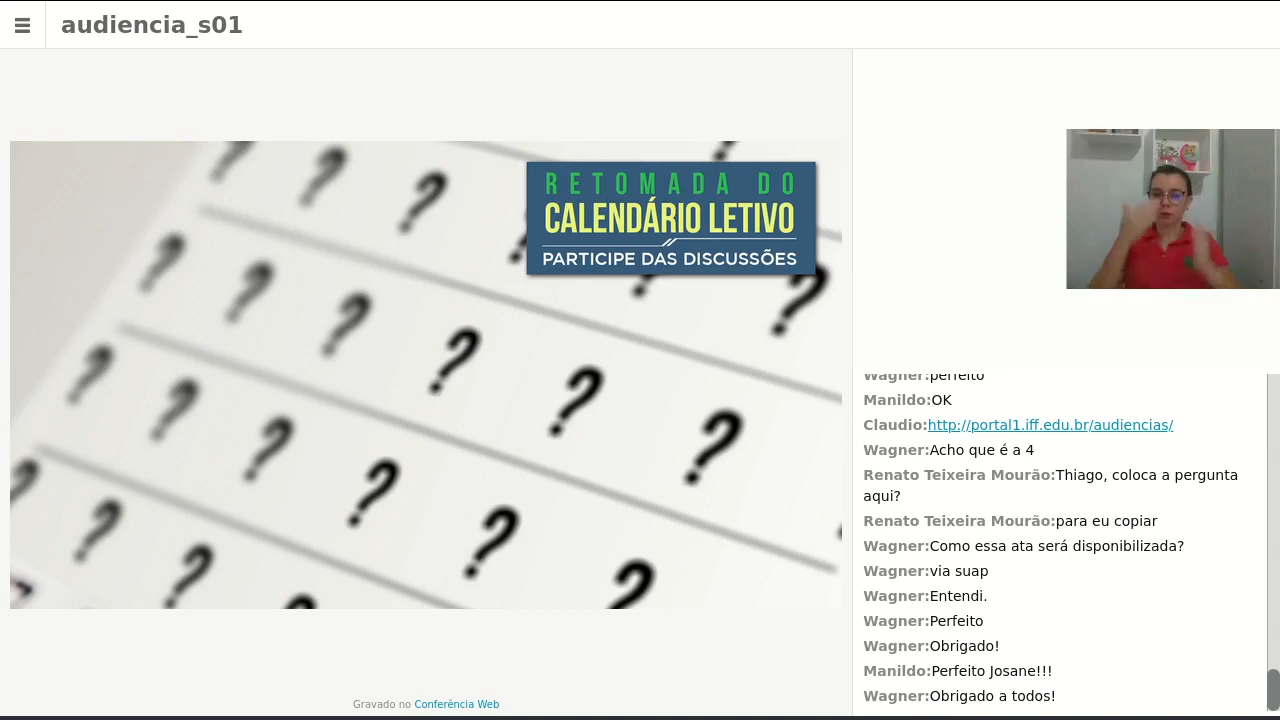 audiencia_s01
RETOMADA DO
CALENDÁRIO LETIVO
PARTICIPE DAS DISCUSSÕES
? ? ? ? ? ? ? ? ? ? ? ? ? ? ? ? ? ? ? ? ?
Wagner:perfeito
Manildo:OK
Claudio:http://portal1.iff.edu.br/audiencias/
Wagner:Acho que é a 4
Renato Teixeira Mourão:Thiago, coloca a pergunta
aqui?
Renato Teixeira Mourão:para eu copiar
Wagner:Como essa ata será disponibilizada?
Wagner:via suap
Wagner:Entendi.
Wagner:Perfeito
Wagner:Obrigado!
Manildo:Perfeito Josane!!!
Wagner:Obrigado a todos!
Gravado no Conferência Web